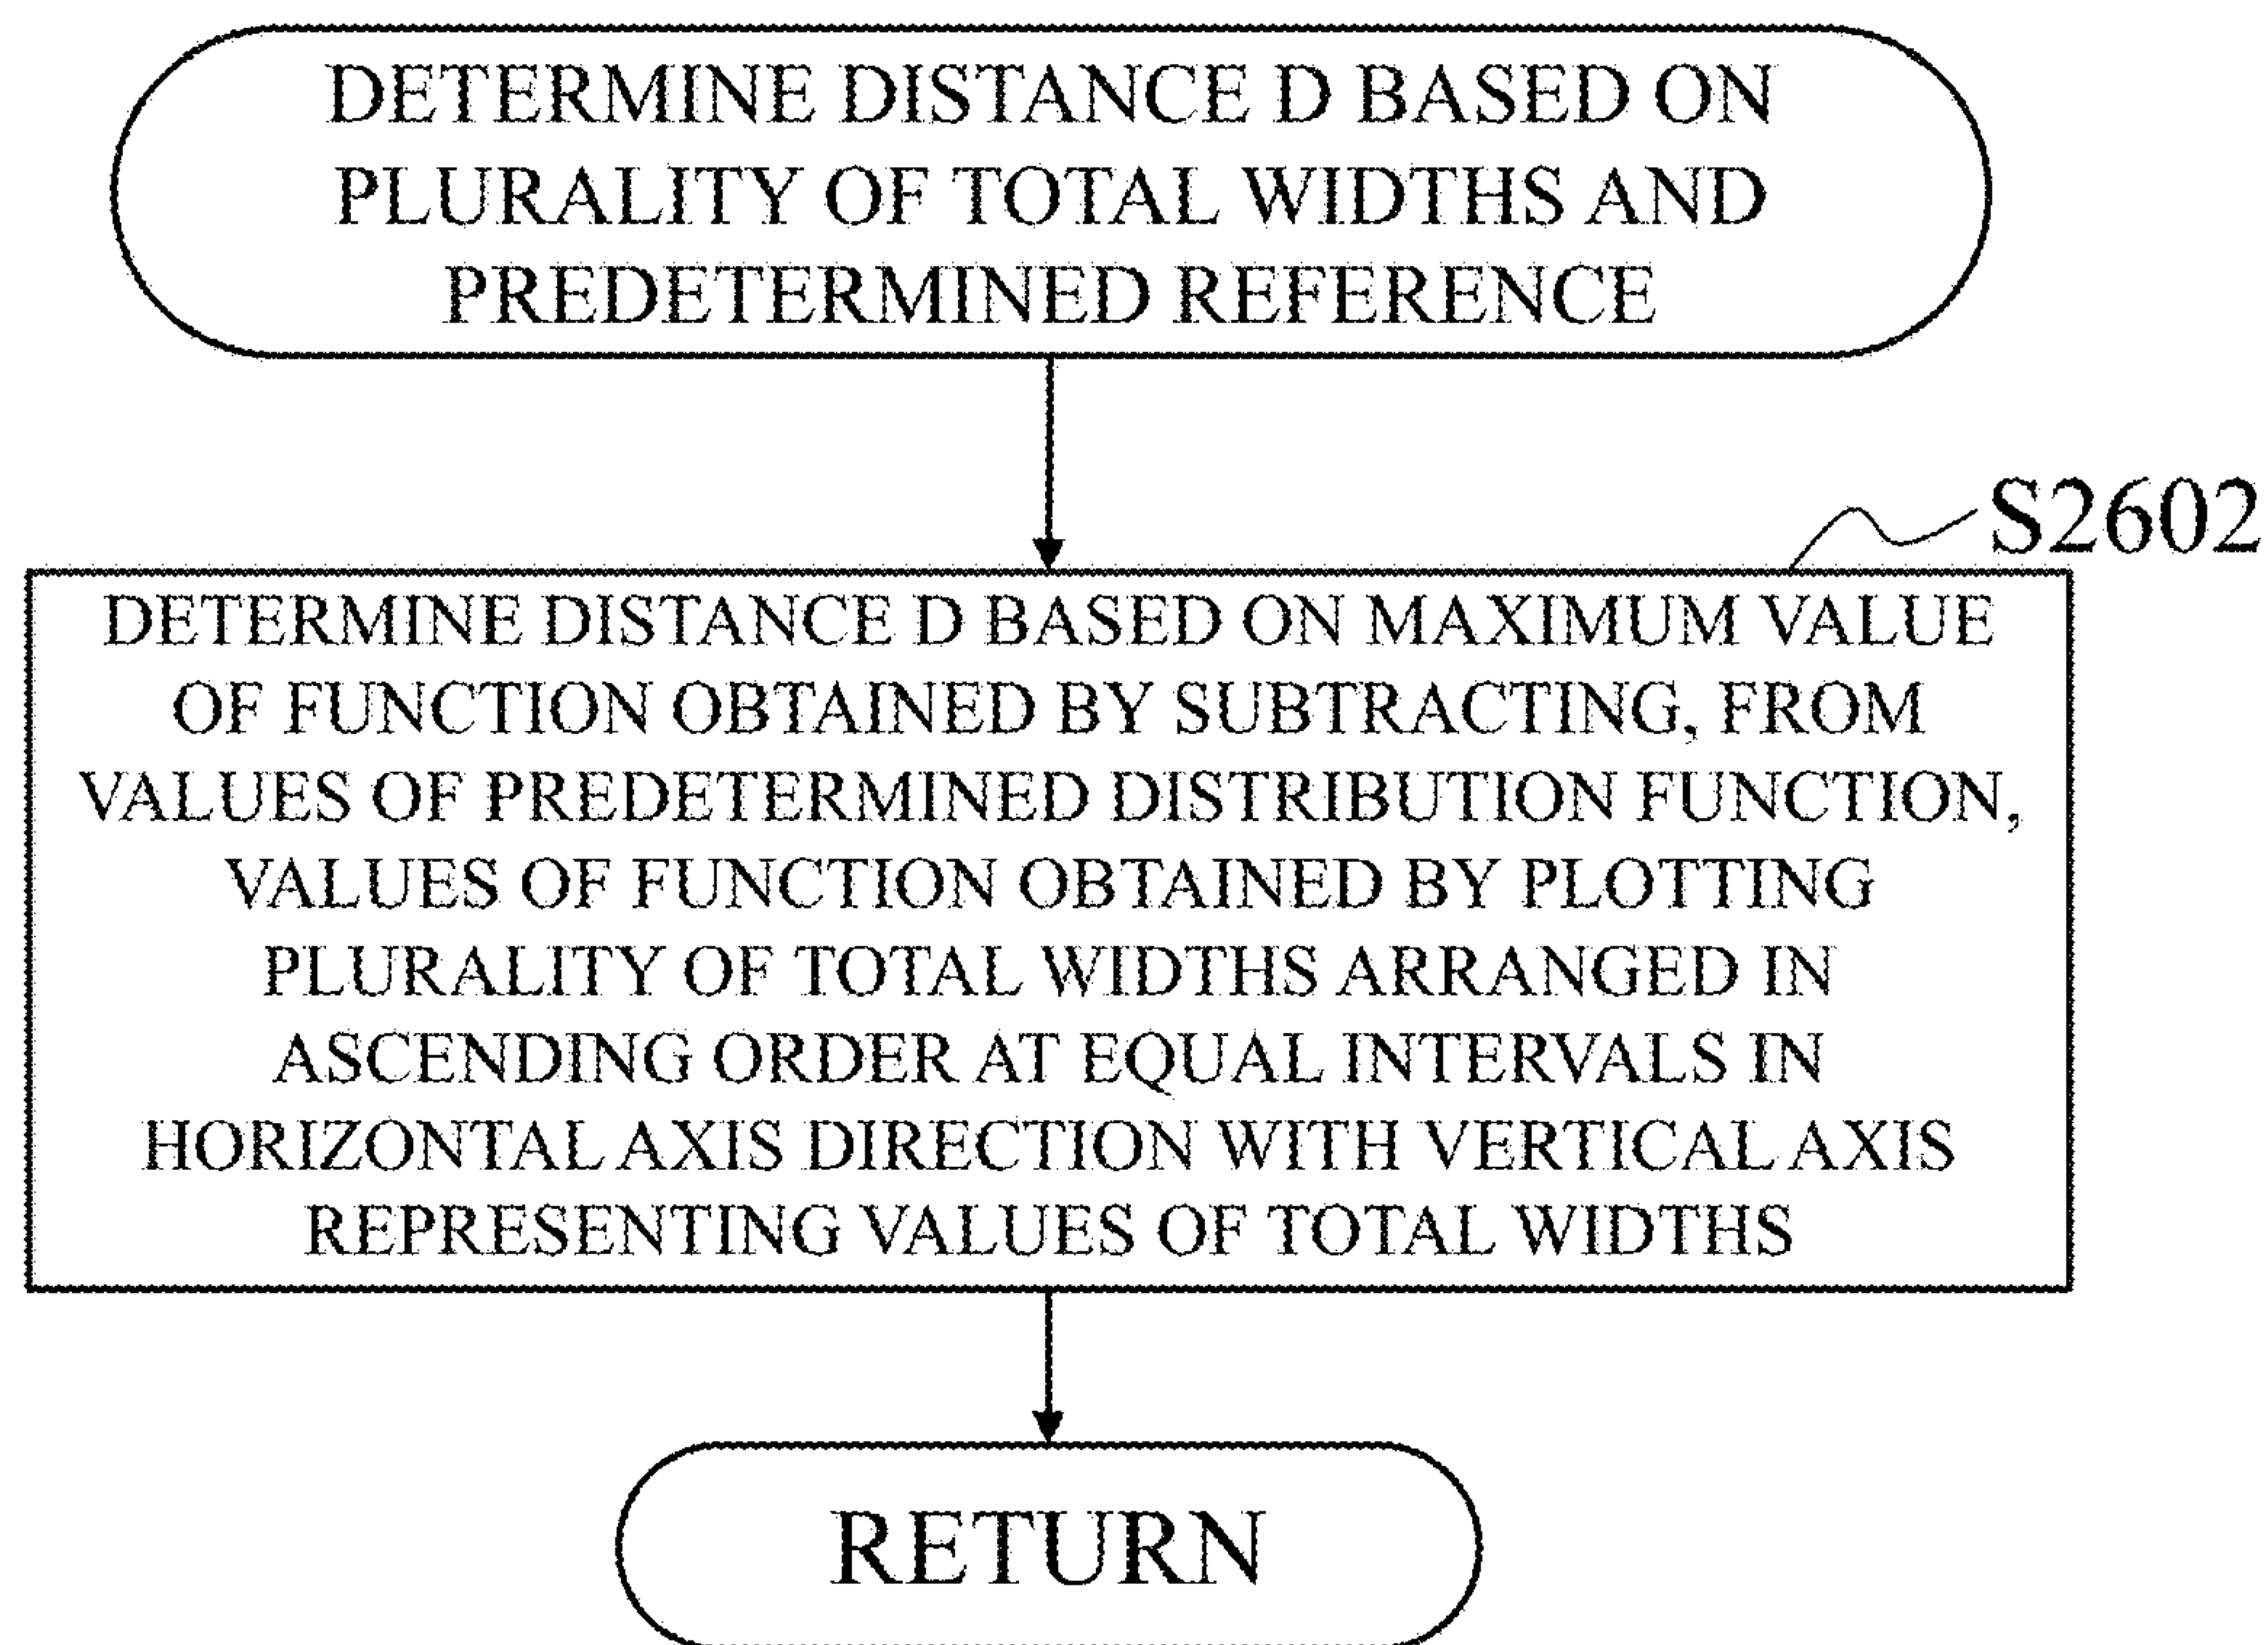 DETERMINE DISTANCE D BASED ON
PLURALITY OF TOTAL WIDTHS AND
PREDETERMINED REFERENCE
S2602
DETERMINE DISTANCE D BASED ON MAXIMUM VALUE
OF FUNCTION OBTAINED BY SUBTRACTING, FROM
VALUES OF PREDETERMINED DISTRIBUTION FUNCTION,
VALUES OF FUNCTION OBTAINED BY PLOTTING
PLURALITY OF TOTAL WIDTHS ARRANGED IN
ASCENDING ORDER AT EQUAL INTERVALS IN
HORIZONTAL AXIS DIRECTION WITH VERTICAL AXIS
REPRESENTING VALUES OF TOTAL WIDTHS
RETURN